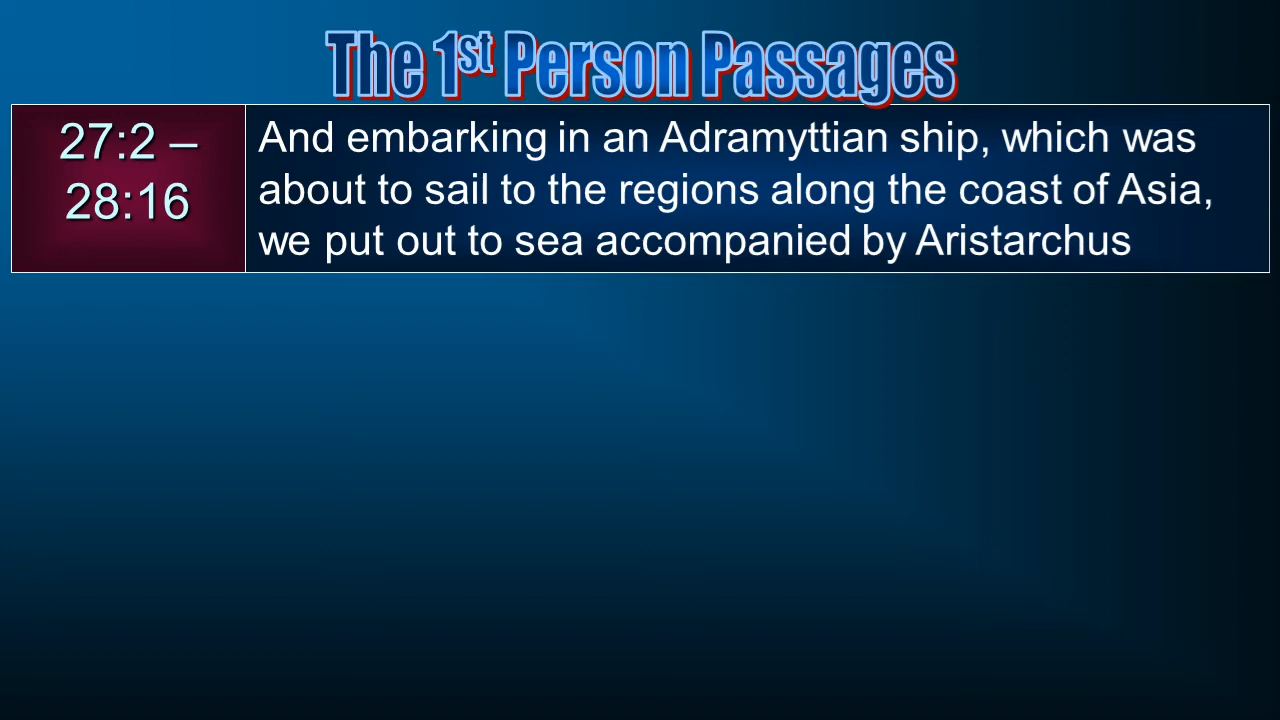 The 1st Person Passages
27:2 –
28:16
And embarking in an Adramyttian ship, which was
about to sail to the regions along the coast of Asia,
we put out to sea accompanied by Aristarchus